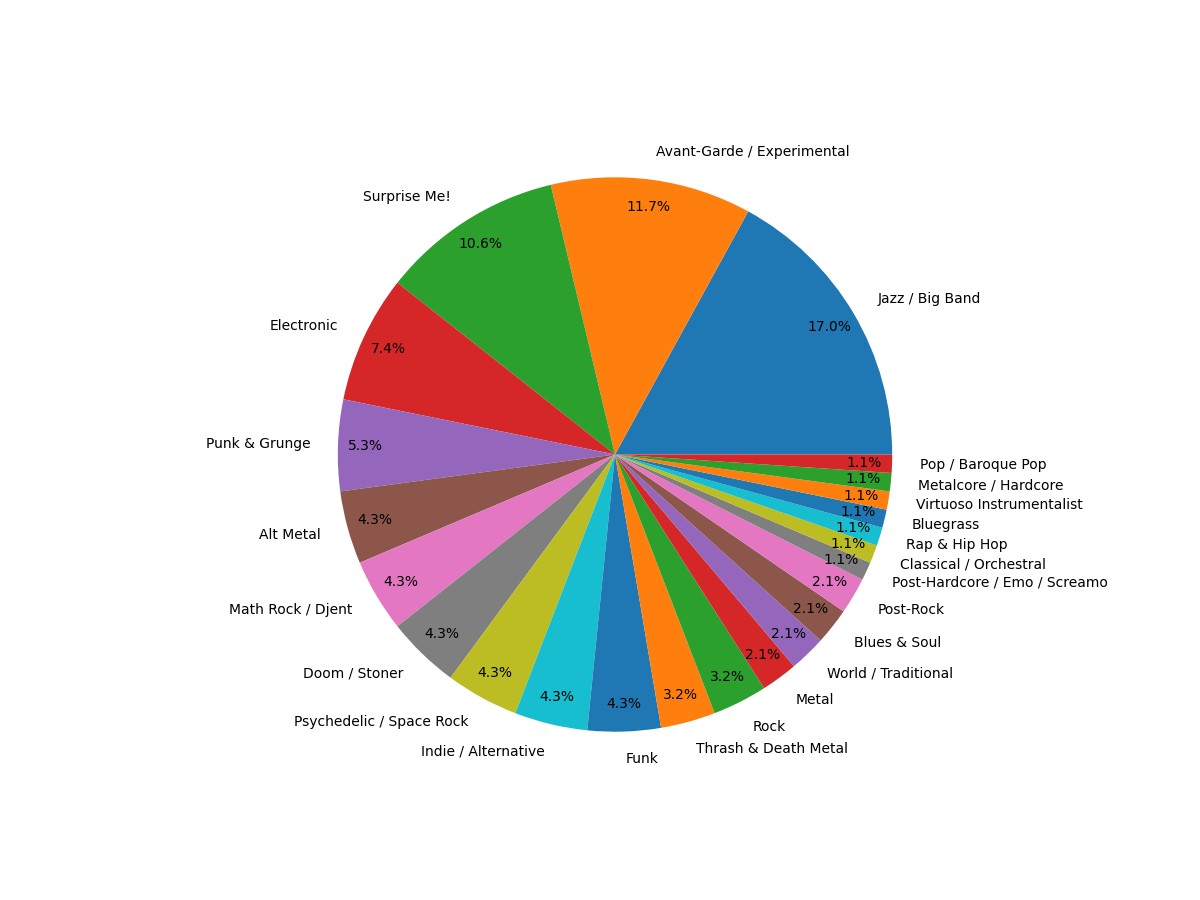 Avant-Garde / Experimental
11.7%
Surprise Me!
10.6%
Jazz / Big Band
17.0%
Electronic
7.4%
Punk & Grunge
5.3%
Alt Metal
4.3%
Math Rock / Djent
4.3%
Doom / Stoner
4.3%
Psychedelic / Space Rock
4.3%
Indie / Alternative
4.3%
Funk
4.3%
Thrash & Death Metal
3.2%
Rock
3.2%
Metal
2.1%
World / Traditional
2.1%
Blues & Soul
2.1%
Post-Rock
2.1%
Post-Hardcore / Emo / Screamo
1.1%
Classical / Orchestral
1.1%
Rap & Hip Hop
1.1%
Bluegrass
1.1%
Virtuoso Instrumentalist
1.1%
Metalcore / Hardcore
1.1%
Pop / Baroque Pop
1.1%